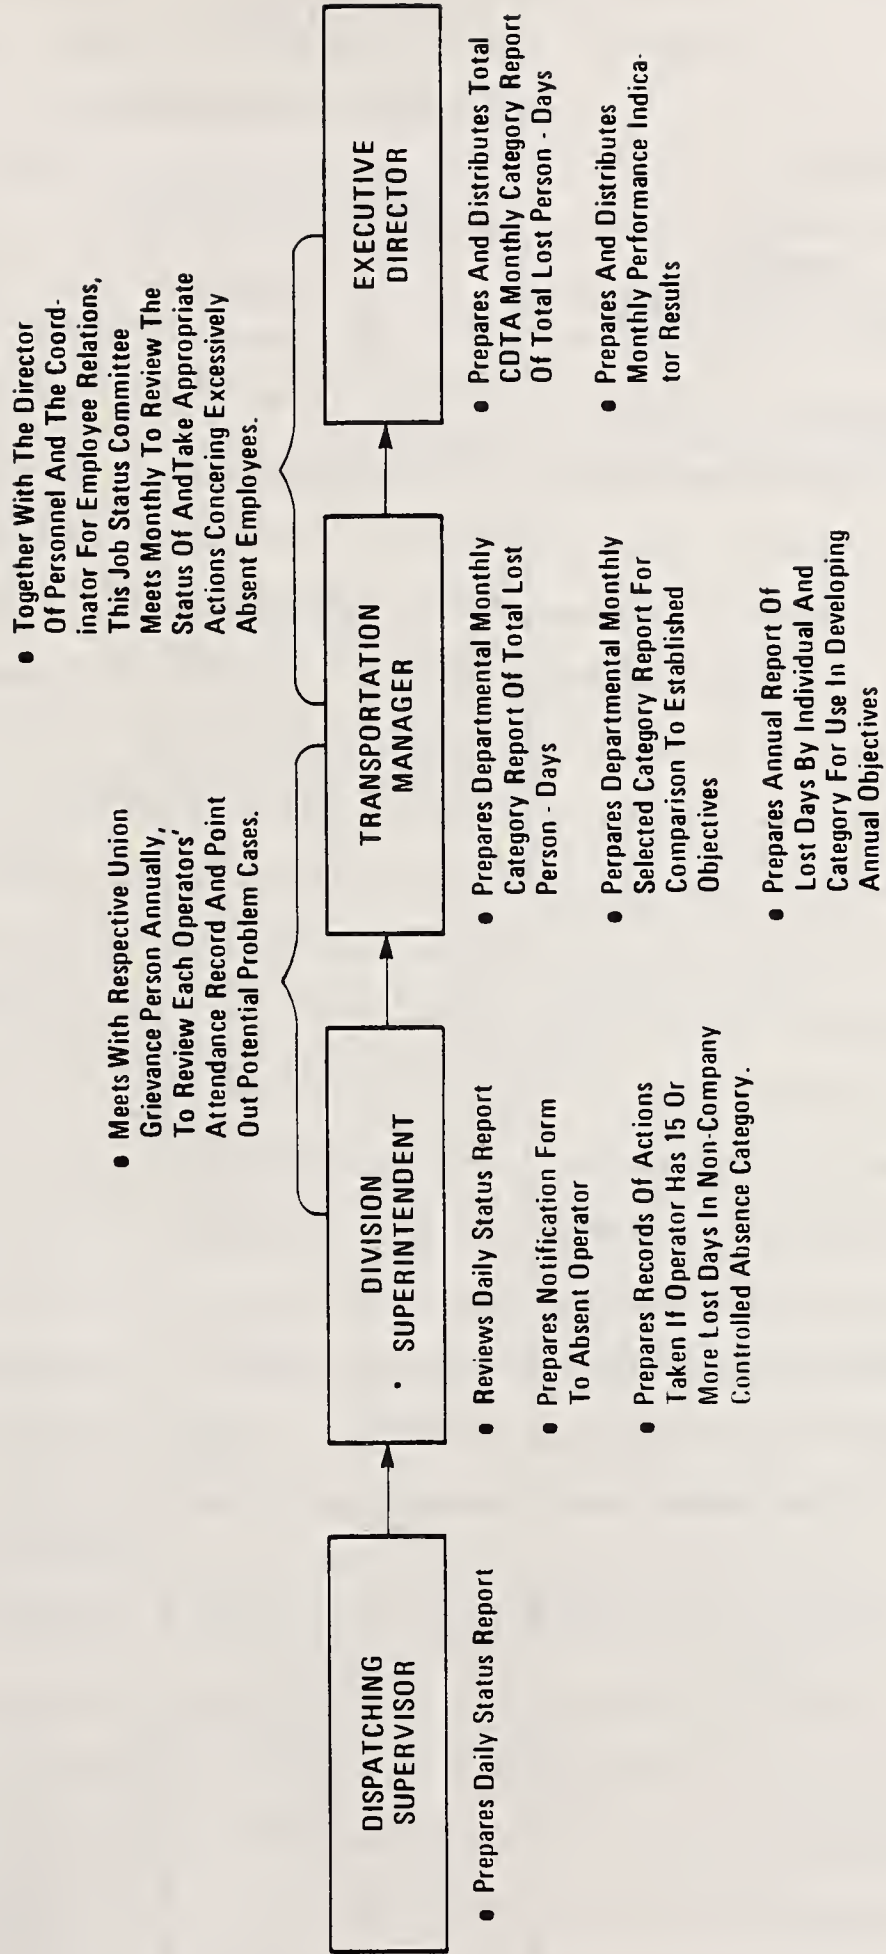 • Together With The Director
Of Personnel And The Coord-
inator For Employee Relations,
This Job Status Committee
Meets Monthly To Review The
Status Of AndTake Appropriate
Actions Concering Excessively
Absent Employees.
• Meets With Respective Union
Grievance Person Annually,
To Review Each Operators'
Attendance Record And Point
Out Potential Problem Cases.
DISPATCHING
SUPERVISOR
• Prepares Daily Status Report
DIVISION
• SUPERINTENDENT
• Reviews Daily Status Report
• Prepares Notification Form
To Absent Operator
• Prepares Records Of Actions
Taken If Operator Has 15 Or
More Lost Days In Non-Company
Controlled Absence Category.
TRANSPORTATION
MANAGER
• Prepares Departmental Monthly
Category Report Of Total Lost
Person - Days
• Perpares Departmental Monthly
Selected Category Report For
Comparison To Established
Objectives
• Prepares Annual Report Of
Lost Days By Individual And
Category For Use In Developing
Annual Objectives
EXECUTIVE
DIRECTOR
• Prepares And Distributes Total
CDTA Monthly Category Report
Of Total Lost Person - Days
• Prepares And Distributes
Monthly Performance Indica-
tor Results